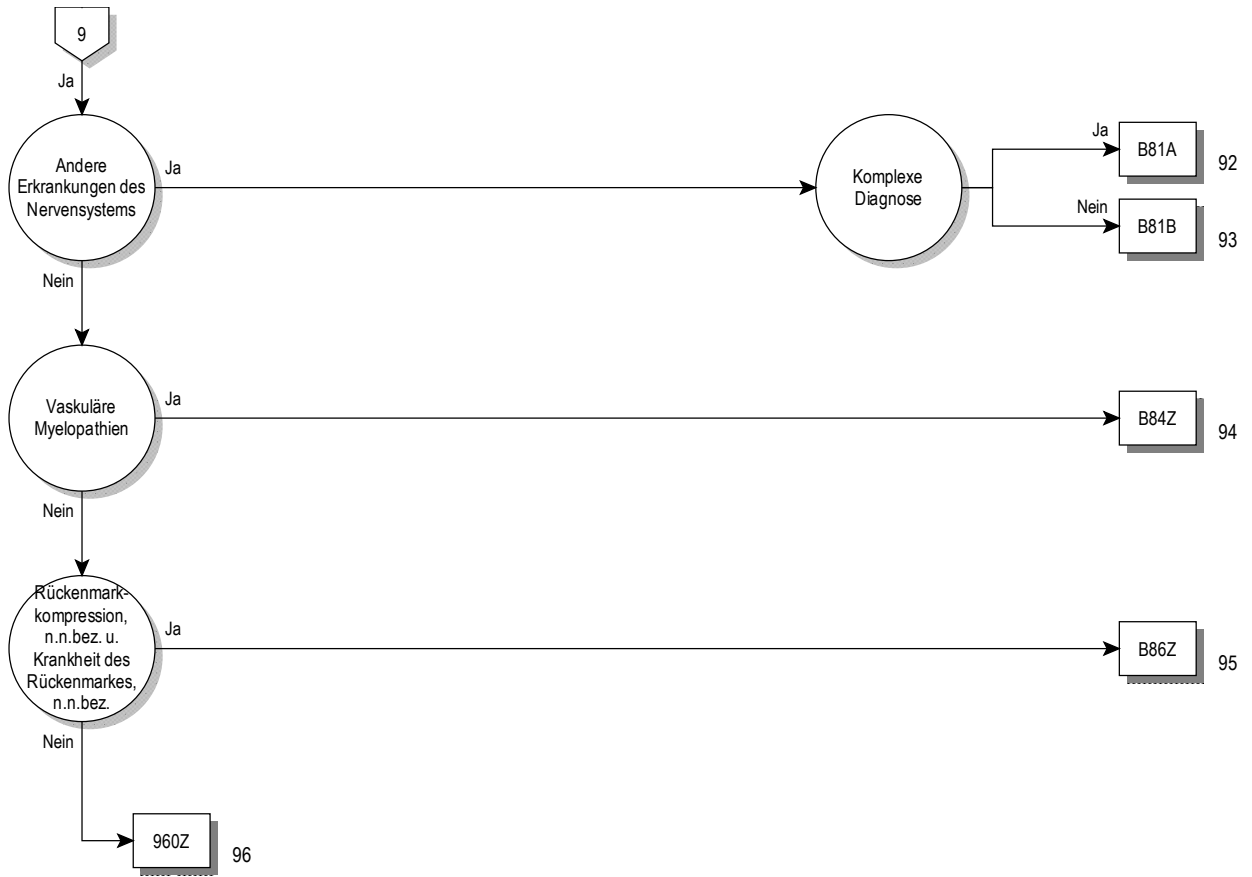 9
Ja
Andere
Erkrankungen des
Nervensystems
Ja
Komplexe
Diagnose
Ja
B81A
92
Nein
B81B
93
Nein
Vaskuläre
Myelopathien
Ja
B84Z
94
Nein
Rückenmark-
kompression,
n.n.bez. u.
Krankheit des
Rückenmarkes,
n.n.bez.
Ja
B86Z
95
Nein
960Z
96